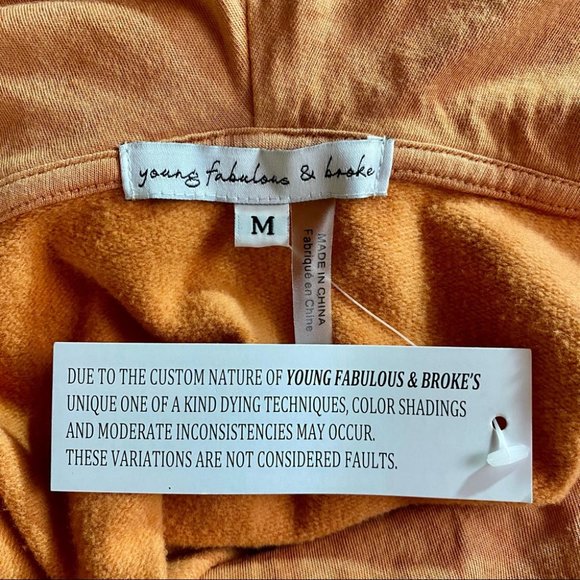 young fabulous & broke
M
MADE IN CHINA
Fabriqué en Chine
DUE TO THE CUSTOM NATURE OF YOUNG FABULOUS & BROKE'S
UNIQUE ONE OF A KIND DYING TECHNIQUES, COLOR SHADINGS
AND MODERATE INCONSISTENCIES MAY OCCUR.
THESE VARIATIONS ARE NOT CONSIDERED FAULTS.